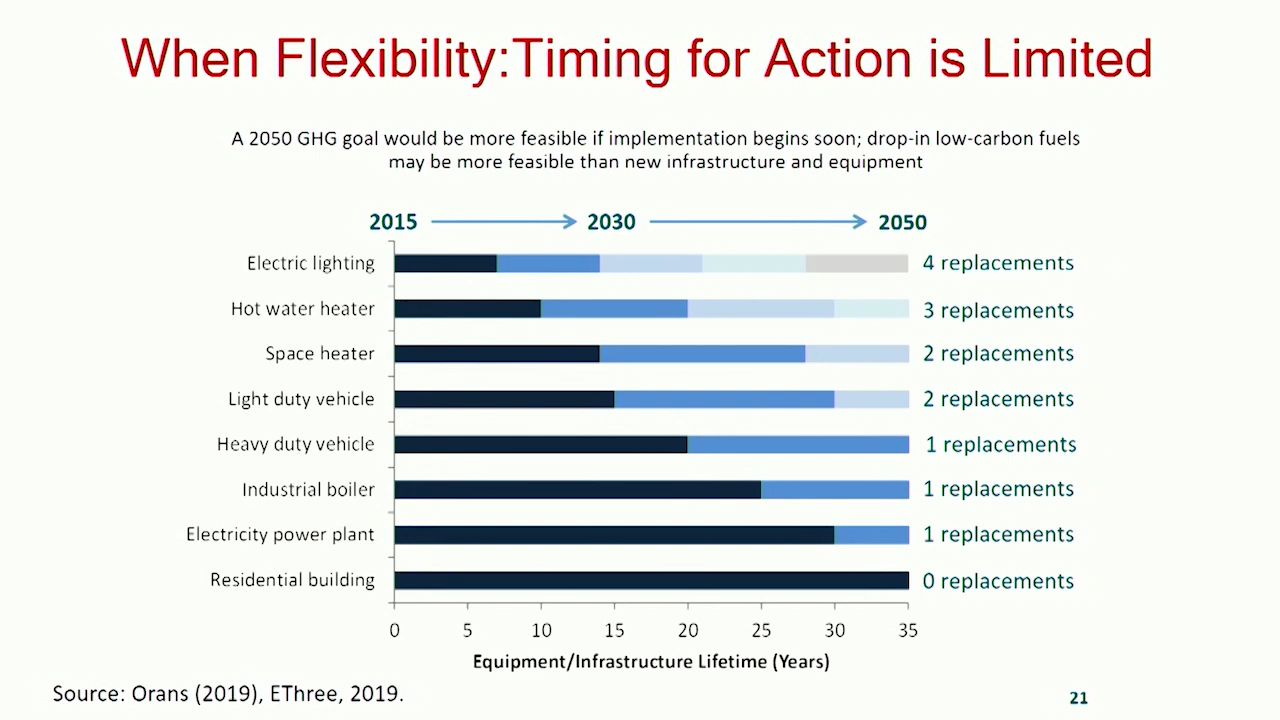 When Flexibility:Timing for Action is Limited
A 2050 GHG goal would be more feasible if implementation begins soon; drop-in low-carbon fuels
may be more feasible than new infrastructure and equipment
2015 2030 2050
Electric lighting 4 replacements
Hot water heater 3 replacements
Space heater 2 replacements
Light duty vehicle 2 replacements
Heavy duty vehicle 1 replacements
Industrial boiler 1 replacements
Electricity power plant 1 replacements
Residential building 0 replacements
0 5 10 15 20 25 30 35
Equipment/Infrastructure Lifetime (Years)
Source: Orans (2019), EThree, 2019.
21